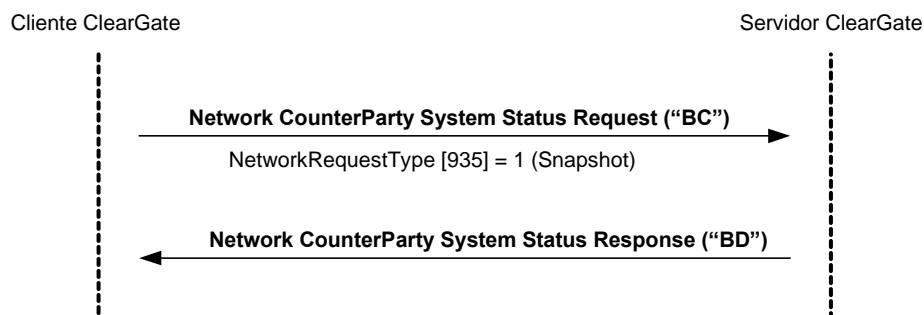 Cliente ClearGate
Servidor ClearGate
Network CounterParty System Status Request (“BC”)
NetworkRequestType [935] = 1 (Snapshot)
Network CounterParty System Status Response (“BD”)